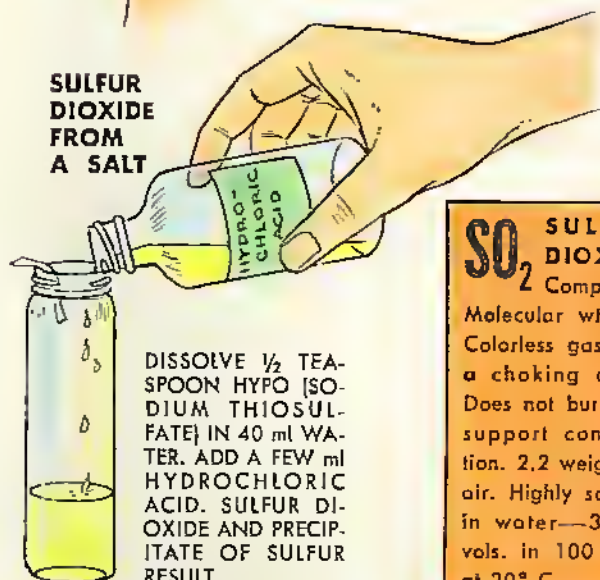 SULFUR
DIOXIDE
FROM
A SALT
HYDRO-
CHLORIC
ACID
DISSOLVE ½ TEA-
SPOON HYPO (SO-
DIUM THIOSUL-
FATE) IN 40 ml WA-
TER. ADD A FEW ml
HYDROCHLORIC
ACID. SULFUR DI-
OXIDE AND PRECIP-
ITATE OF SULFUR
RESULT
SO2
SUL
DIOX
Comp
Molecular w
Colorless gas
a choking
Does not bur
support con
tion. 2.2 weig
air. Highly so
in water—3
vols. in 100
at 20° C